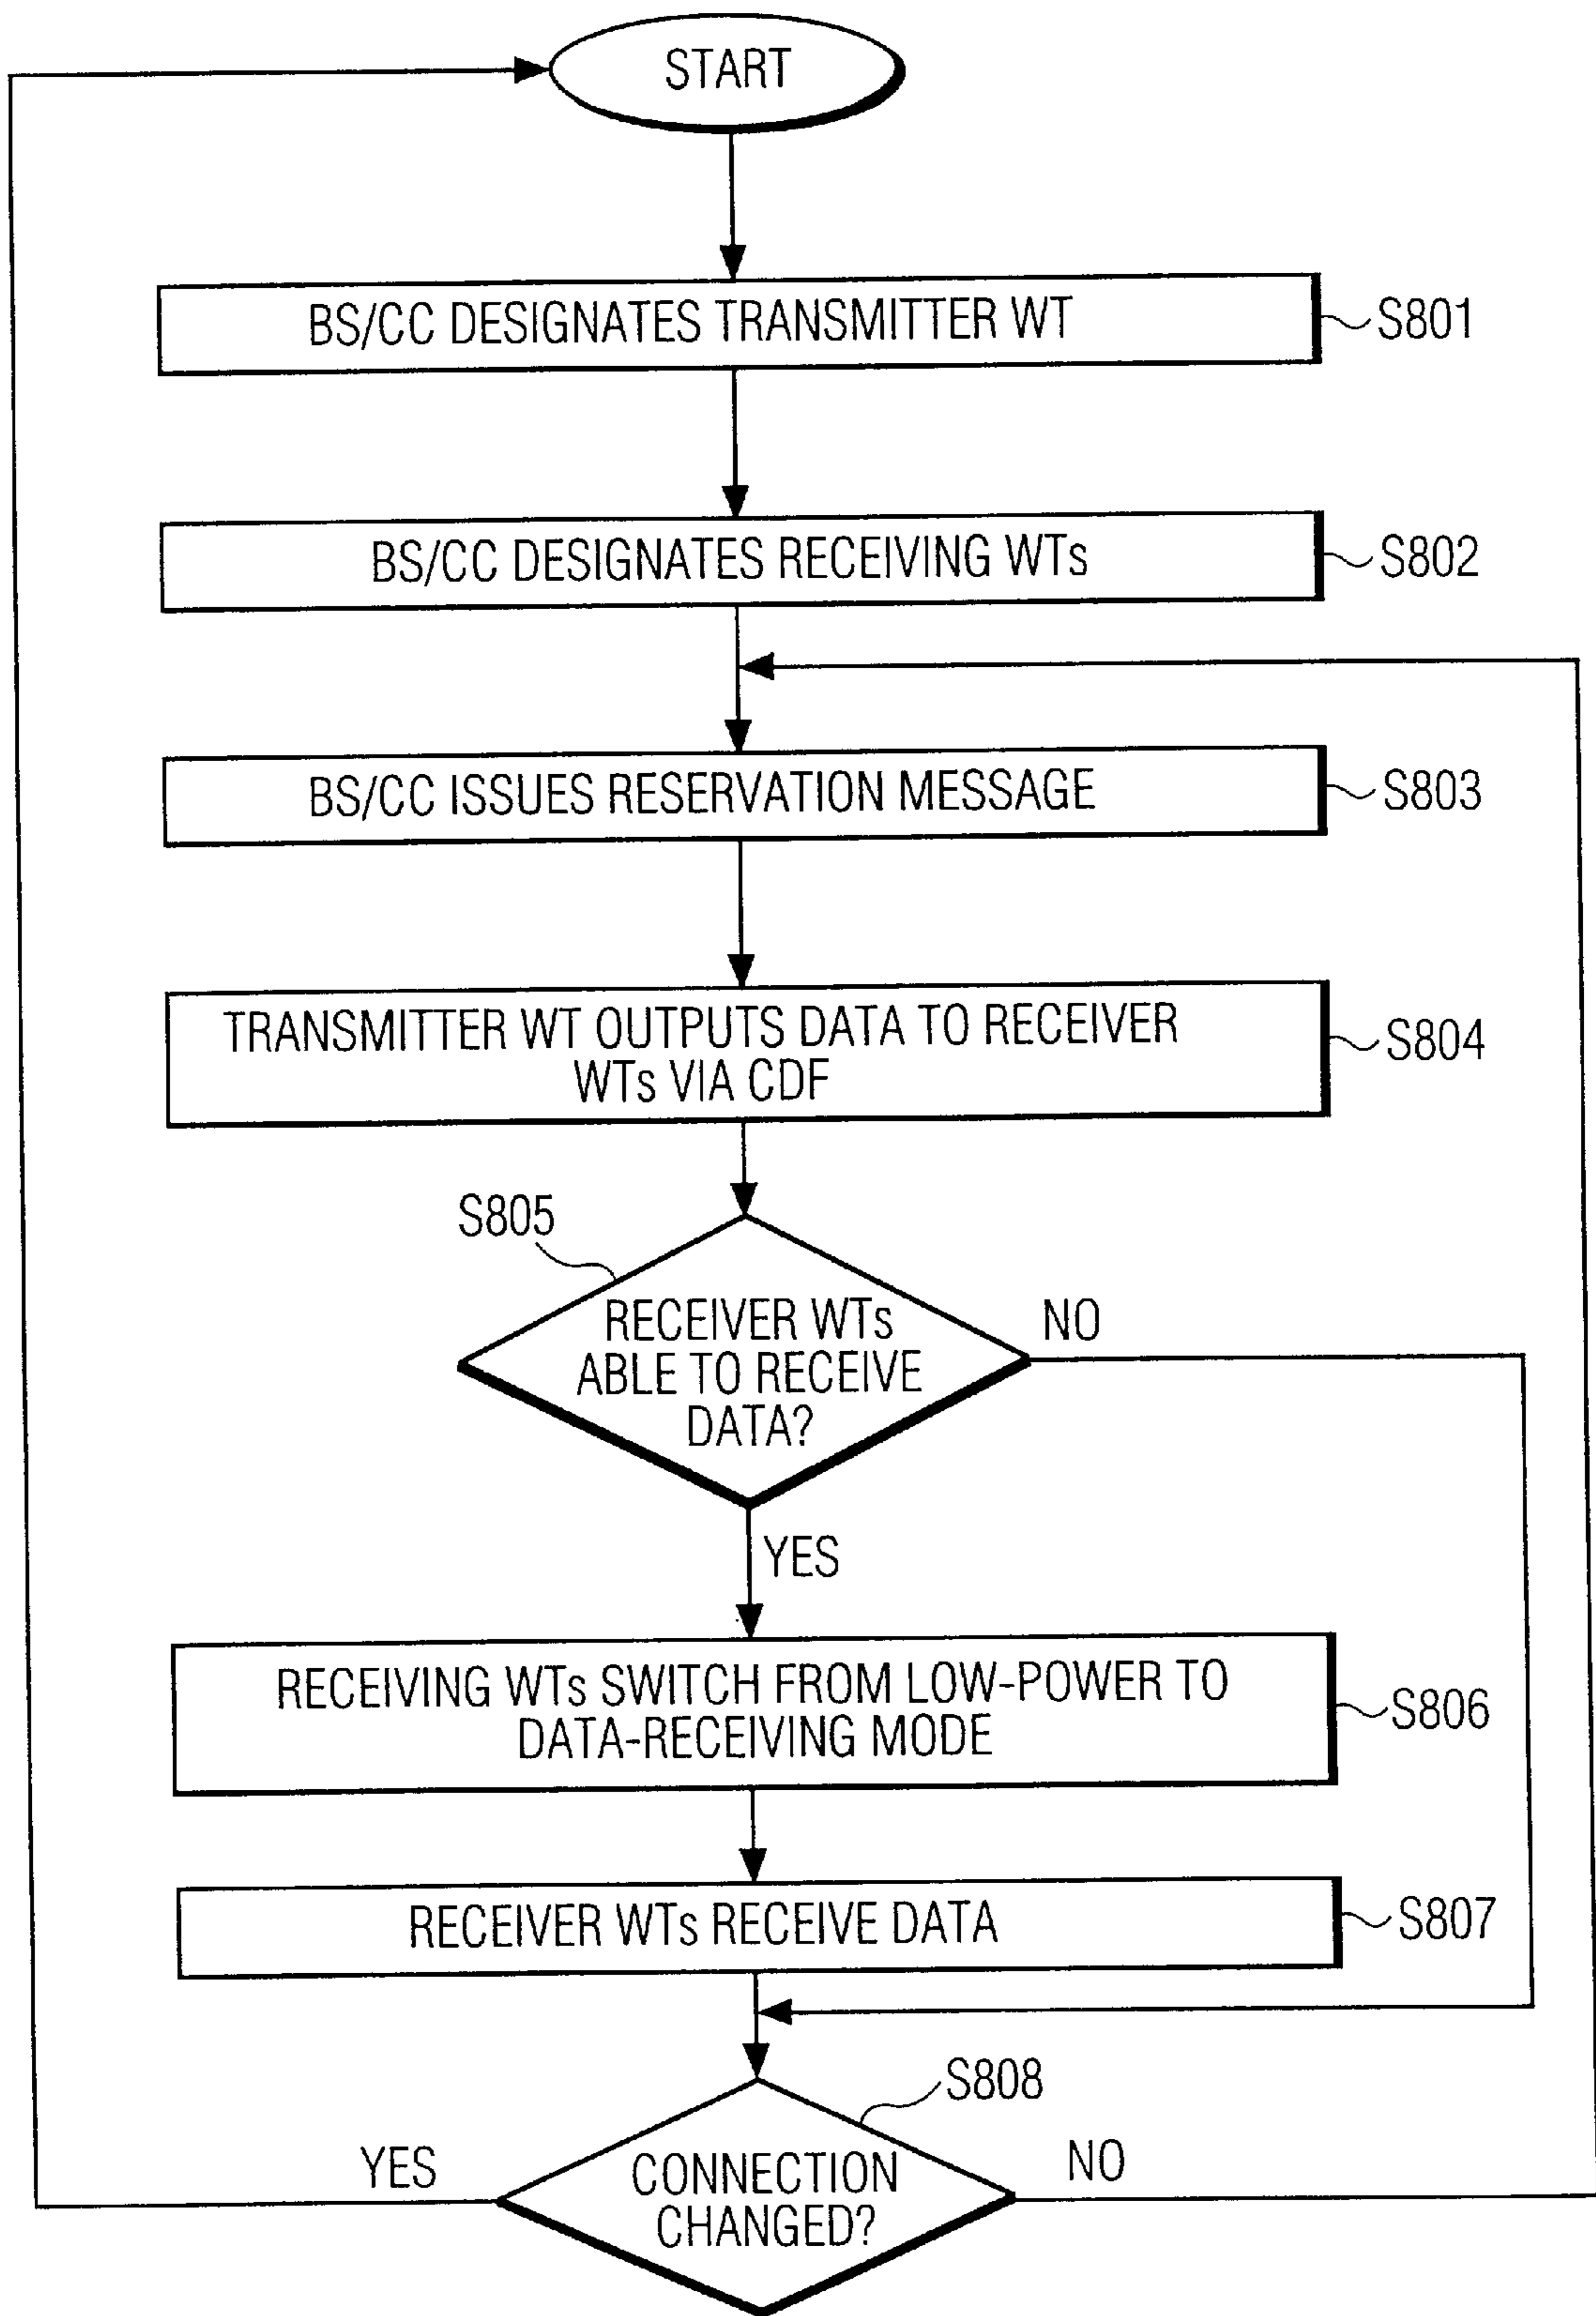 START
BS/CC DESIGNATES TRANSMITTER WT
S801
BS/CC DESIGNATES RECEIVING WTs
S802
BS/CC ISSUES RESERVATION MESSAGE
S803
TRANSMITTER WT OUTPUTS DATA TO RECEIVER
WTs VIA CDF
S804
S805
RECEIVER WTs
ABLE TO RECEIVE
DATA?
NO
YES
RECEIVING WTs SWITCH FROM LOW-POWER TO
DATA-RECEIVING MODE
S806
RECEIVER WTs RECEIVE DATA
S807
S808
YES
CONNECTION
CHANGED?
NO